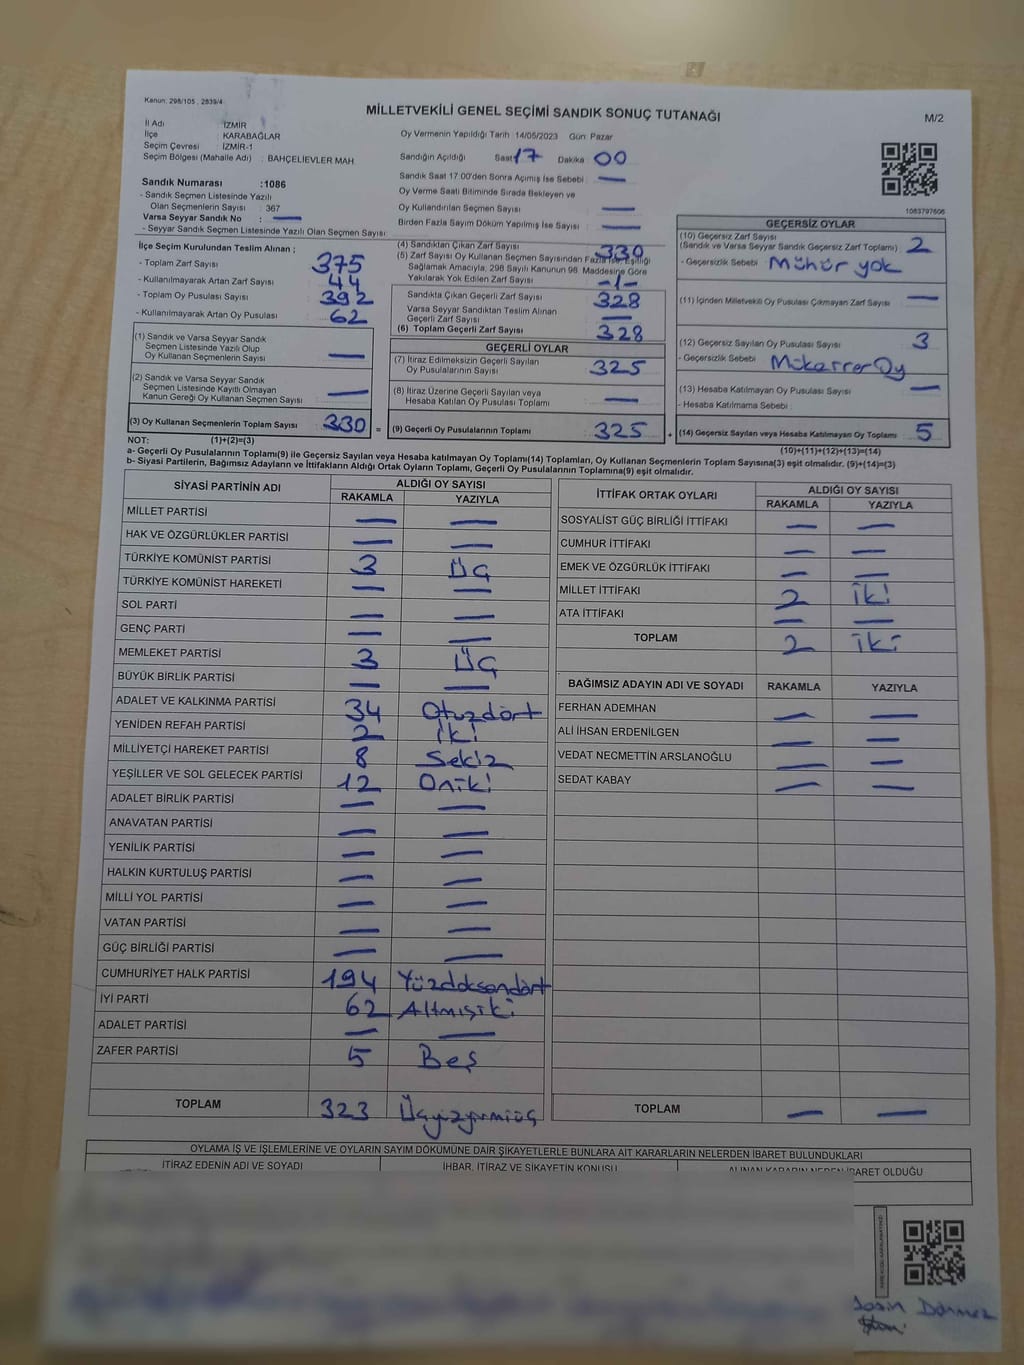 Kanun: 298/105 , 2839/4
MİLLETVEKİLİ GENEL SEÇİMİ SANDIK SONUÇ TUTANAĞI
M/2
İl Adı : İZMİR
İlçe : KARABAĞLAR
Seçim Çevresi : İZMİR-1
Seçim Bölgesi (Mahalle Adı) : BAHÇELİEVLER MAH
Sandık Numarası :1086
- Sandık Seçmen Listesinde Yazılı
Olan Seçmenlerin Sayısı : 367
Varsa Seyyar Sandık No : —
- Seyyar Sandık Seçmen Listesinde Yazılı Olan Seçmen Sayısı:
Oy Vermenin Yapıldığı Tarih :14/05/2023 Gün: Pazar
Sandığın Açıldığı Saat 17 Dakika 00
Sandık Saat 17:00'den Sonra Açılmış İse Sebebi : —
Oy Verme Saati Bitiminde Sırada Bekleyen ve
Oy Kullandırılan Seçmen Sayısı —
Birden Fazla Sayım Döküm Yapılmış İse Sayısı : —
1083797606
İlçe Seçim Kurulundan Teslim Alınan ;
- Toplam Zarf Sayısı : 375
- Kullanılmayarak Artan Zarf Sayısı : 44
- Toplam Oy Pusulası Sayısı : 392
- Kullanılmayarak Artan Oy Pusulası : 62
(1) Sandık ve Varsa Seyyar Sandık
Seçmen Listesinde Yazılı Olup
Oy Kullanan Seçmenlerin Sayısı —
(2) Sandık ve Varsa Seyyar Sandık
Seçmen Listesinde Kayıtlı Olmayan
Kanun Gereği Oy Kullanan Seçmen Sayısı —
(3) Oy Kullanan Seçmenlerin Toplam Sayısı 330 =
(4) Sandıktan Çıkan Zarf Sayısı 330
(5) Zarf Sayısı Oy Kullanan Seçmen Sayısından Fazla İse, Eşitliği
Sağlamak Amacıyla, 298 Sayılı Kanunun 98. Maddesine Göre
Yakılarak Yok Edilen Zarf Sayısı -1-
Sandıkta Çıkan Geçerli Zarf Sayısı 328
Varsa Seyyar Sandıktan Teslim Alınan
Geçerli Zarf Sayısı —
(6) Toplam Geçerli Zarf Sayısı 328
GEÇERLİ OYLAR
(7) İtiraz Edilmeksizin Geçerli Sayılan
Oy Pusulalarının Sayısı 325
(8) İtiraz Üzerine Geçerli Sayılan veya
Hesaba Katılan Oy Pusulası Toplamı —
(9) Geçerli Oy Pusulalarının Toplamı 325 +
GEÇERSİZ OYLAR
(10) Geçersiz Zarf Sayısı
(Sandık ve Varsa Seyyar Sandık Geçersiz Zarf Toplamı) 2
- Geçersizlik Sebebi : Mühür yok
(11) İçinden Milletvekili Oy Pusulası Çıkmayan Zarf Sayısı —
(12) Geçersiz Sayılan Oy Pusulası Sayısı 3
- Geçersizlik Sebebi Mükarrer Oy
(13) Hesaba Katılmayan Oy Pusulası Sayısı —
- Hesaba Katılmama Sebebi :
(14) Geçersiz Sayılan veya Hesaba Katılmayan Oy Toplamı 5
NOT: (1)+(2)=(3) (10)+(11)+(12)+(13)=(14)
a- Geçerli Oy Pusulalarının Toplamı(9) ile Geçersiz Sayılan veya Hesaba katılmayan Oy Toplamı(14) Toplamları, Oy Kullanan Seçmenlerin Toplam Sayısına(3) eşit olmalıdır. (9)+(14)=(3)
b- Siyasi Partilerin, Bağımsız Adayların ve İttifakların Aldığı Ortak Oyların Toplamı, Geçerli Oy Pusulalarının Toplamına(9) eşit olmalıdır.
SİYASİ PARTİNİN ADI ALDIĞI OY SAYISI
RAKAMLA YAZIYLA
MİLLET PARTİSİ — —
HAK VE ÖZGÜRLÜKLER PARTİSİ — —
TÜRKİYE KOMÜNİST PARTİSİ 3 ÜÇ
TÜRKİYE KOMÜNİST HAREKETİ — —
SOL PARTİ — —
GENÇ PARTİ — —
MEMLEKET PARTİSİ 3 ÜÇ
BÜYÜK BİRLİK PARTİSİ — —
ADALET VE KALKINMA PARTİSİ 34 Otuzdört
YENİDEN REFAH PARTİSİ 2 İki
MİLLİYETÇİ HAREKET PARTİSİ 8 Sekiz
YEŞİLLER VE SOL GELECEK PARTİSİ 12 Oniki
ADALET BİRLİK PARTİSİ — —
ANAVATAN PARTİSİ — —
YENİLİK PARTİSİ — —
HALKIN KURTULUŞ PARTİSİ — —
MİLLİ YOL PARTİSİ — —
VATAN PARTİSİ — —
GÜÇ BİRLİĞİ PARTİSİ — —
CUMHURİYET HALK PARTİSİ 194 Yüzdoksandört
İYİ PARTİ 62 Altmışiki
ADALET PARTİSİ — —
ZAFER PARTİSİ 5 Beş
TOPLAM 323 Üçyüzyirmiüç
İTTİFAK ORTAK OYLARI ALDIĞI OY SAYISI
RAKAMLA YAZIYLA
SOSYALİST GÜÇ BİRLİĞİ İTTİFAKI — —
CUMHUR İTTİFAKI — —
EMEK VE ÖZGÜRLÜK İTTİFAKI — —
MİLLET İTTİFAKI 2 İki
ATA İTTİFAKI — —
TOPLAM 2 İki
BAĞIMSIZ ADAYIN ADI VE SOYADI RAKAMLA YAZIYLA
FERHAN ADEMHAN — —
ALİ İHSAN ERDENİLGEN — —
VEDAT NECMETTİN ARSLANOĞLU — —
SEDAT KABAY — —
TOPLAM — —
OYLAMA İŞ VE İŞLEMLERİNE VE OYLARIN SAYIM DÖKÜMÜNE DAİR ŞİKAYETLERLE BUNLARA AİT KARARLARIN NELERDEN İBARET BULUNDUKLARI
İTİRAZ EDENİN ADI VE SOYADI İHBAR, İTİRAZ VE ŞİKAYETİN KONUSU ALINAN KARARIN NEDEN İBARET OLDUĞU